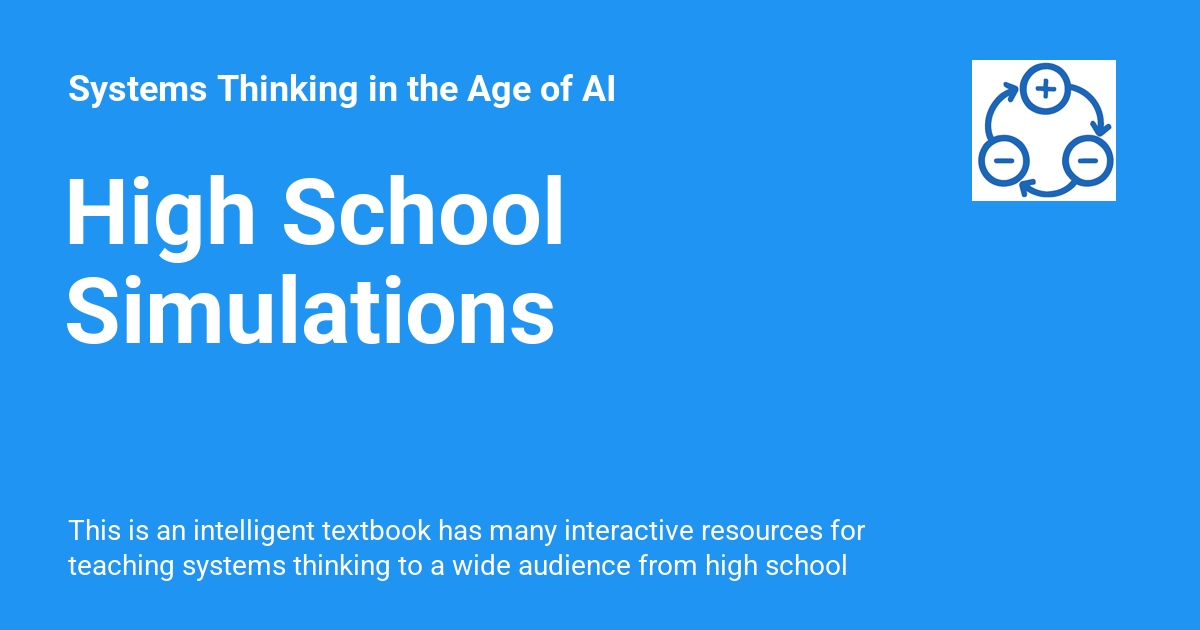 Systems Thinking in the Age of AI
High School
Simulations
This is an intelligent textbook has many interactive resources for
teaching systems thinking to a wide audience from high school